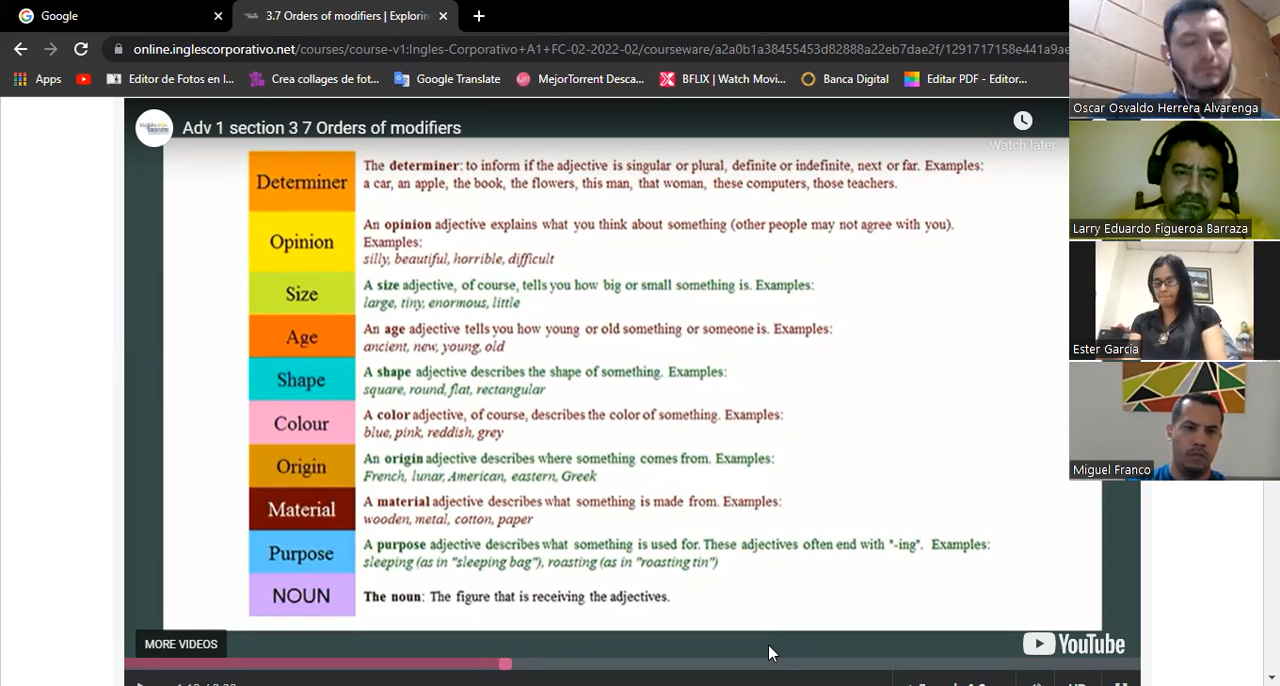 Google
3.7 Orders of modifiers | Explorin
online.inglescorporativo.net/courses/course-v1:Ingles-Corporativo+A1+FC-02-2022-02/courseware/a2a0b1a38455453d82888a22eb7dae2f/1291717158e441a9ae
Apps
Editor de Fotos en l...
Crea collages de fot...
Google Translate
MejorTorrent Desca...
BFLIX | Watch Movi...
Banca Digital
Editar PDF - Editor...
Adv 1 section 3 7 Orders of modifiers
Watch later
Determiner
The determiner: to inform if the adjective is singular or plural, definite or indefinite, next or far. Examples:
a car, an apple, the book, the flowers, this man, that woman, these computers, those teachers.
Opinion
An opinion adjective explains what you think about something (other people may not agree with you).
Examples:
silly, beautiful, horrible, difficult
Size
A size adjective, of course, tells you how big or small something is. Examples:
large, tiny, enormous, little
Age
An age adjective tells you how young or old something or someone is. Examples:
ancient, new, young, old
Shape
A shape adjective describes the shape of something. Examples:
square, round, flat, rectangular
Colour
A color adjective, of course, describes the color of something. Examples:
blue, pink, reddish, grey
Origin
An origin adjective describes where something comes from. Examples:
French, lunar, American, eastern, Greek
Material
A material adjective describes what something is made from. Examples:
wooden, metal, cotton, paper
Purpose
A purpose adjective describes what something is used for. These adjectives often end with "-ing". Examples:
sleeping (as in "sleeping bag"), roasting (as in "roasting tin")
NOUN
The noun: The figure that is receiving the adjectives.
MORE VIDEOS
YouTube
Oscar Osvaldo Herrera Alvarenga
Larry Eduardo Figueroa Barraza
Ester Garcia
Miguel Franco